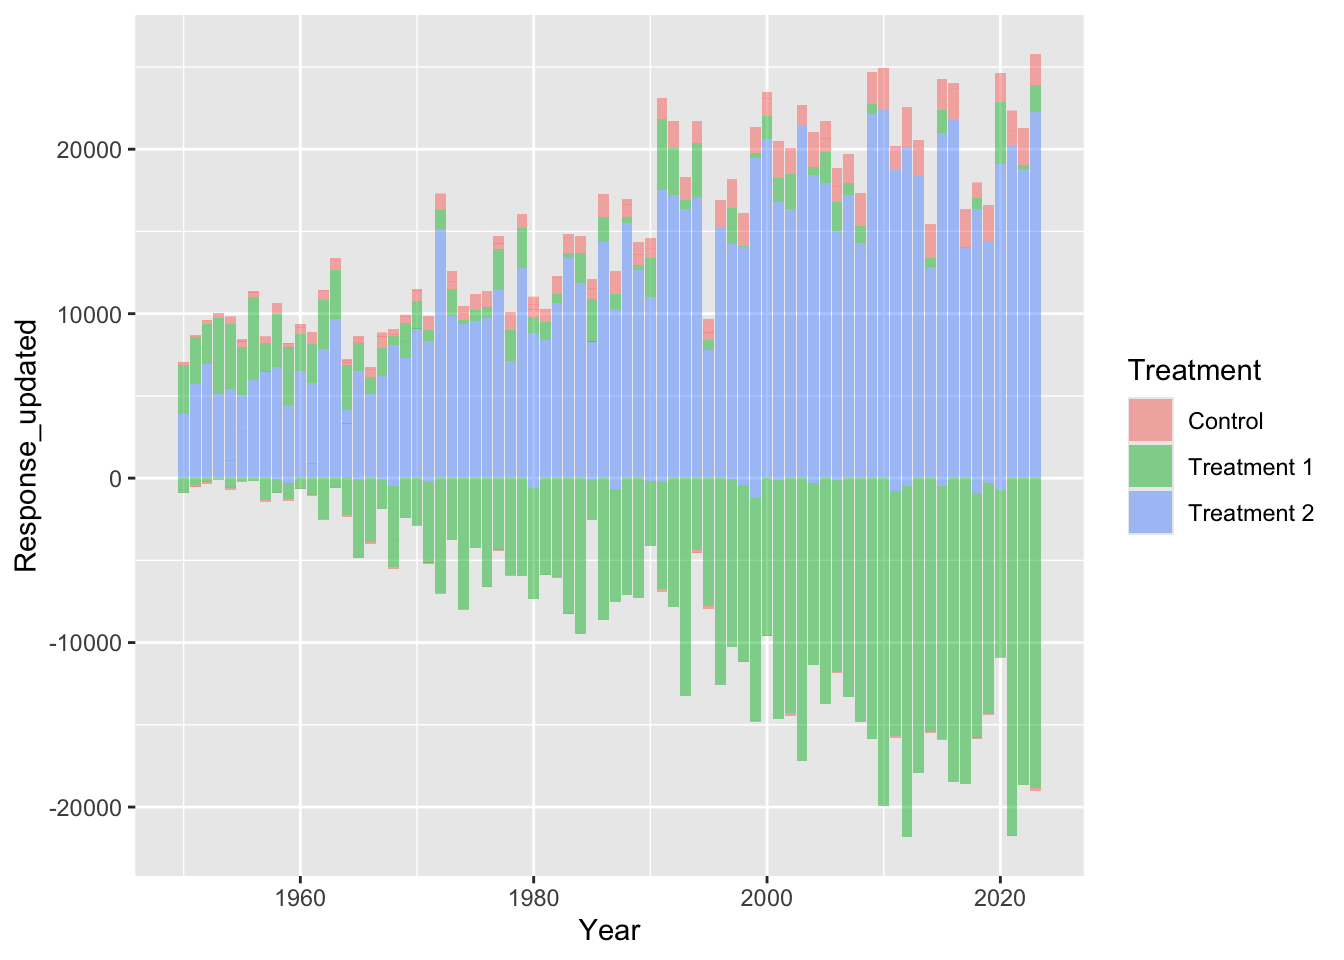 20000
10000
0
-10000
-20000
Response_updated
1960 1980 2000 2020
Year
Treatment
Control
Treatment 1
Treatment 2